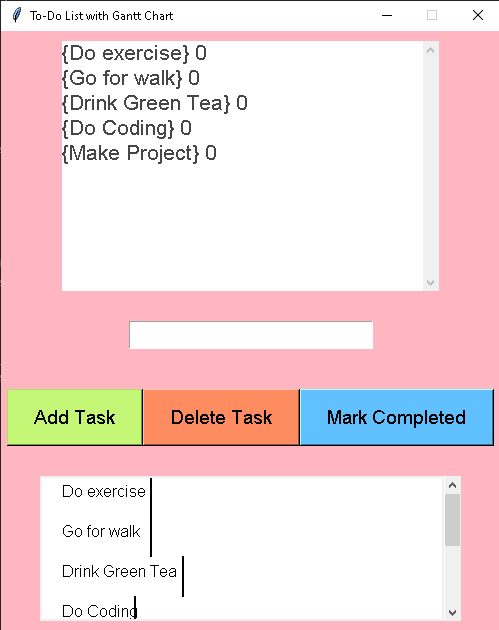 To-Do List with Gantt Chart
{Do exercise} 0
{Go for walk} 0
{Drink Green Tea} 0
{Do Coding} 0
{Make Project} 0
Add Task
Delete Task
Mark Completed
Do exercise
Go for walk
Drink Green Tea
Do Coding